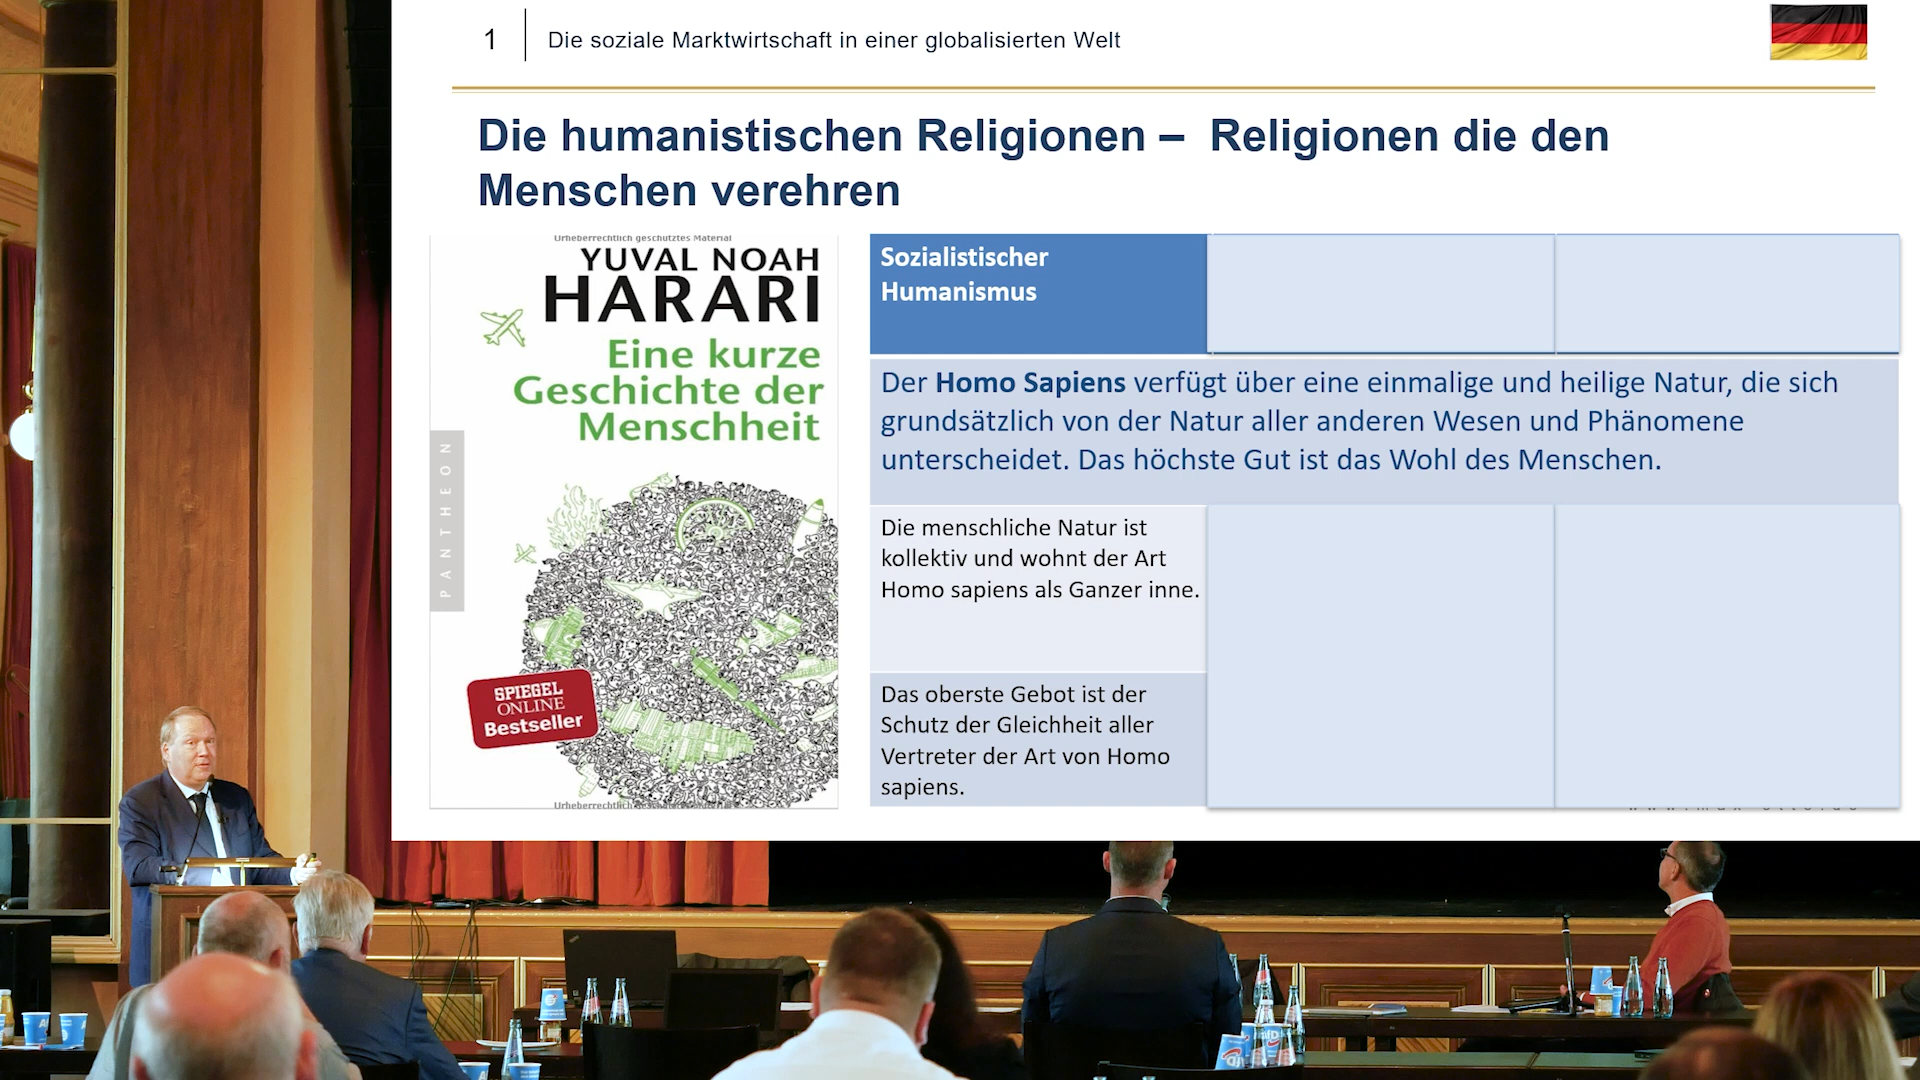 1
Die soziale Marktwirtschaft in einer globalisierten Welt
Die humanistischen Religionen – Religionen die den
Menschen verehren
Urheberrechtlich geschütztes Material
YUVAL NOAH
HARARI
Eine kurze
Geschichte der
Menschheit
PANTHEON
SPIEGEL
ONLINE
Bestseller
Urheberrechtlich geschütztes
Sozialistischer
Humanismus
Der Homo Sapiens verfügt über eine einmalige und heilige Natur, die sich
grundsätzlich von der Natur aller anderen Wesen und Phänomene
unterscheidet. Das höchste Gut ist das Wohl des Menschen.
Die menschliche Natur ist
kollektiv und wohnt der Art
Homo sapiens als Ganzer inne.
Das oberste Gebot ist der
Schutz der Gleichheit aller
Vertreter der Art von Homo
sapiens.
AfD